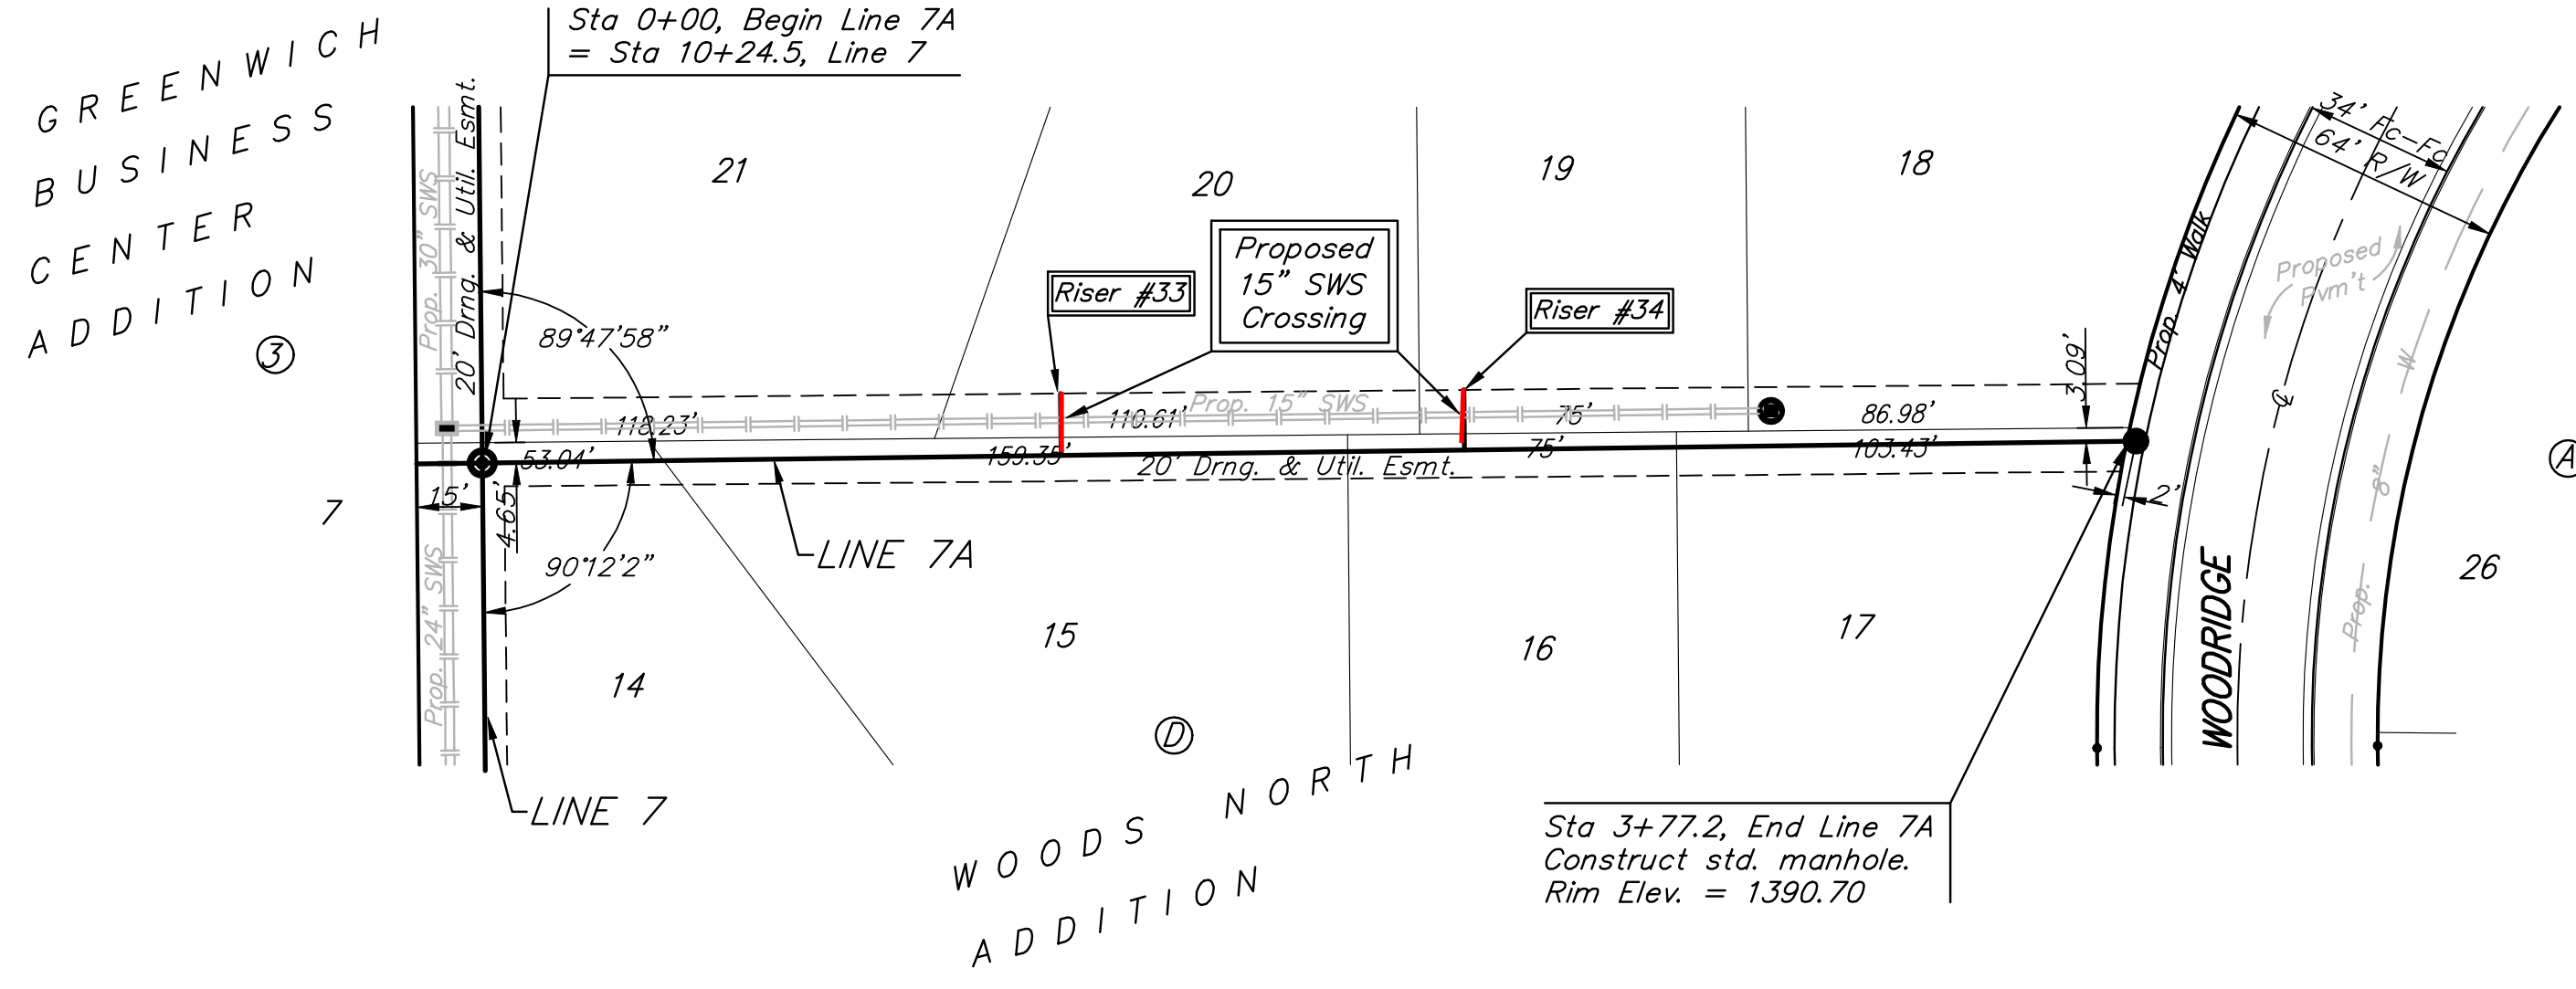 Sta 0+00, Begin Line 7A
= Sta 10+24.5, Line 7
GREENWICH
BUSINESS
CENTER
ADDITION
3
Prop. 30" SWS
20' Drng. & Util. Esmt.
21
20
19
18
34' Fc-Fc
64' R/W
Prop. 4' Walk
Proposed
Pvm't
Riser #33
Proposed
15" SWS
Crossing
Riser #34
89°47'58"
3.09'
Prop. 15" SWS
118.23'
110.61'
75'
86.98'
53.04'
159.35'
75'
103.43'
20' Drng. & Util. Esmt.
℄
W
8"
Prop.
A
7
15'
4.65'
2'
90°12'2"
LINE 7A
Prop. 24" SWS
14
15
16
17
26
WOODRIDGE
D
LINE 7
WOODS NORTH
ADDITION
Sta 3+77.2, End Line 7A
Construct std. manhole.
Rim Elev. = 1390.70